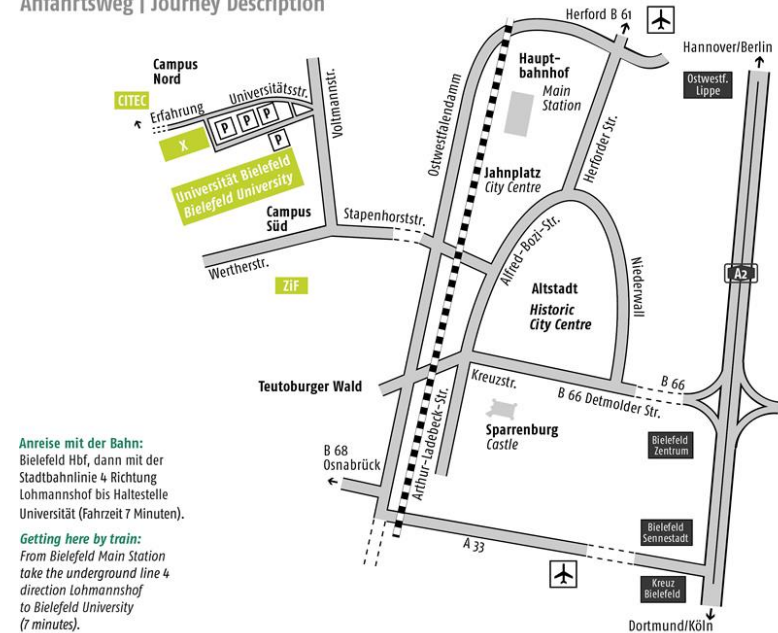 Anfahrtsweg | Journey Description
Herford B 61
Hannover/Berlin
Campus
Nord
CITEC
Erfahrung
Universitätsstr.
Voltmannstr.
P
P
P
P
X
Universität Bielefeld
Bielefeld University
Campus
Süd
Stapenhorststr.
Wertherstr.
ZiF
Ostwestfalendamm
Haupt-
bahnhof
Main
Station
Herforder Str.
Ostwestf.
Lippe
Jahnplatz
City Centre
Alfred-Bozi-Str.
Altstadt
Historic
City Centre
Niederwall
A2
Teutoburger Wald
Kreuzstr.
B 66 Detmolder Str.
B 66
Sparrenburg
Castle
Arthur-Ladebeck-Str.
Bielefeld
Zentrum
B 68
Osnabrück
A 33
Bielefeld
Sennestadt
Kreuz
Bielefeld
Dortmund/Köln
Anreise mit der Bahn:
Bielefeld Hbf, dann mit der
Stadtbahnlinie 4 Richtung
Lohmannshof bis Haltestelle
Universität (Fahrzeit 7 Minuten).
Getting here by train:
From Bielefeld Main Station
take the underground line 4
direction Lohmannshof
to Bielefeld University
(7 minutes).